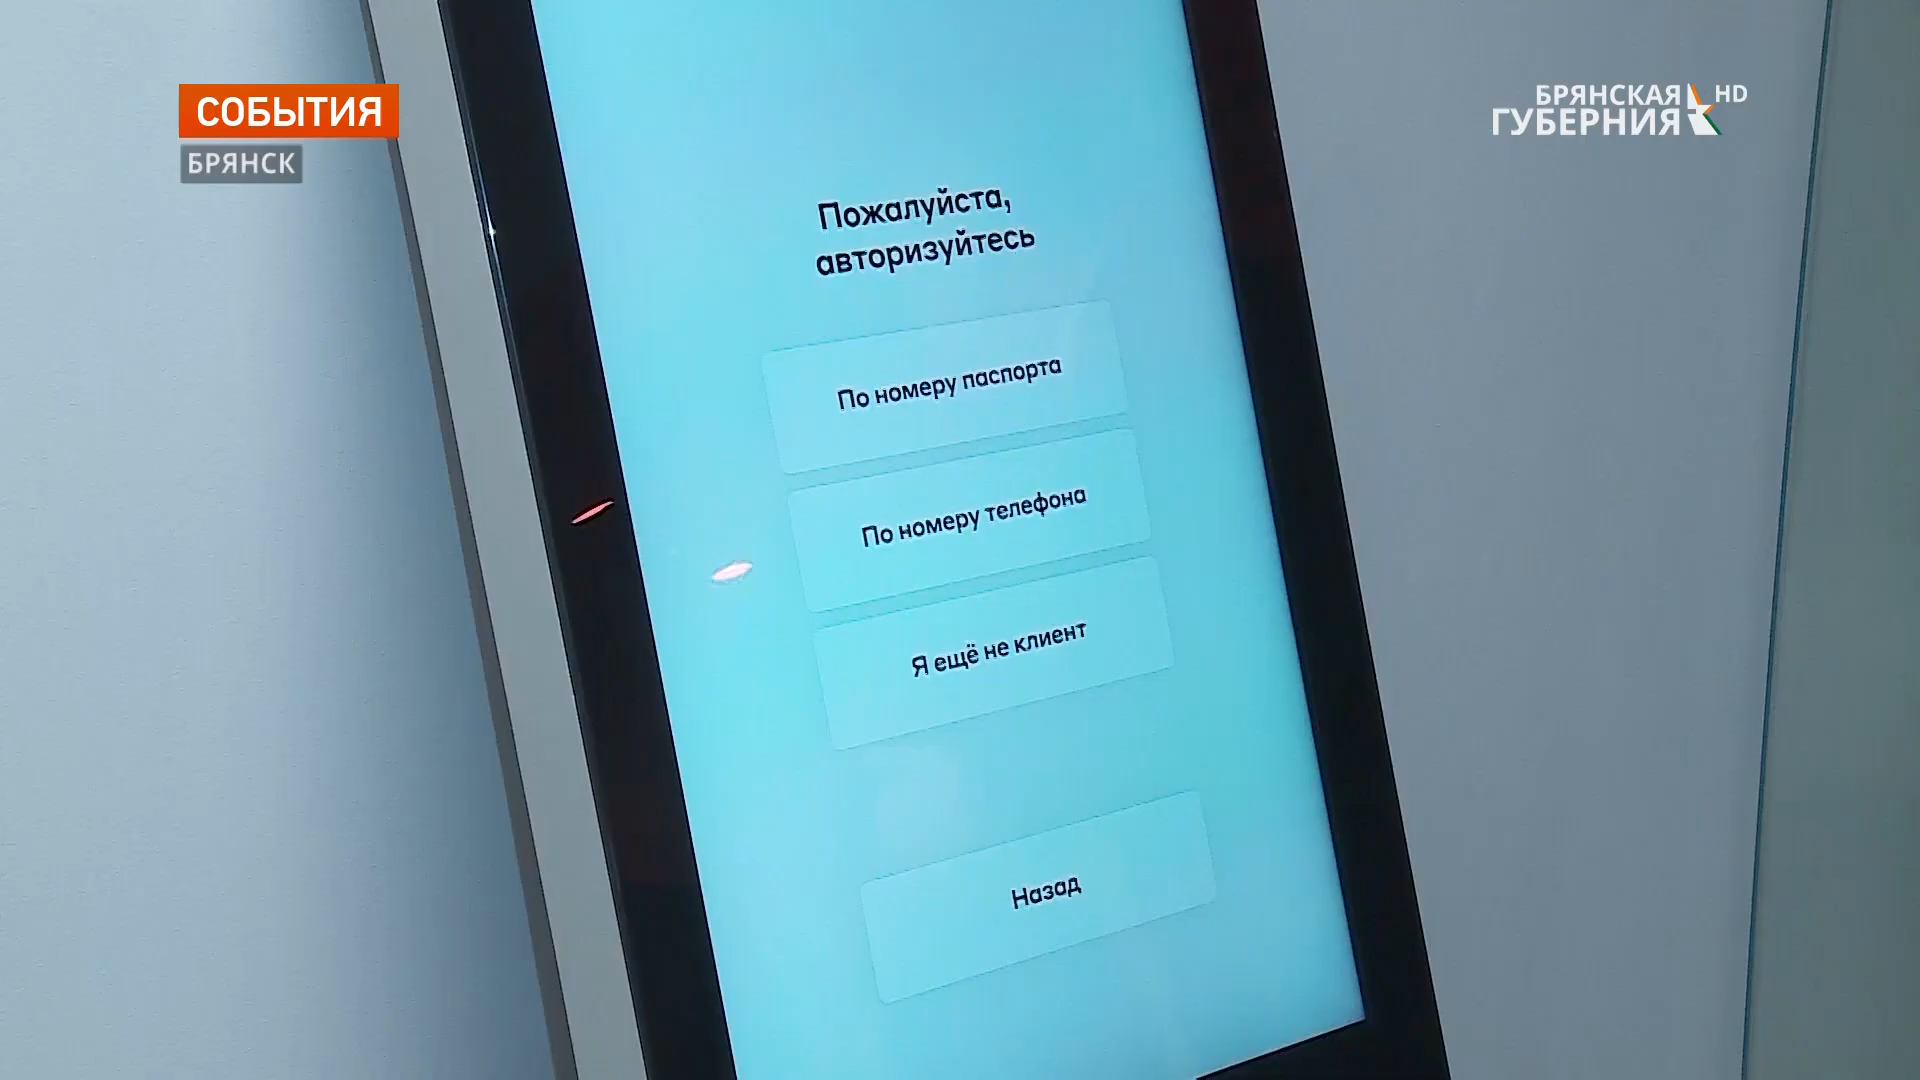 СОБЫТИЯ
БРЯНСК
БРЯНСКАЯ HD
ГУБЕРНИЯ
Пожалуйста,
авторизуйтесь
По номеру паспорта
По номеру телефона
Я ещё не клиент
Назад